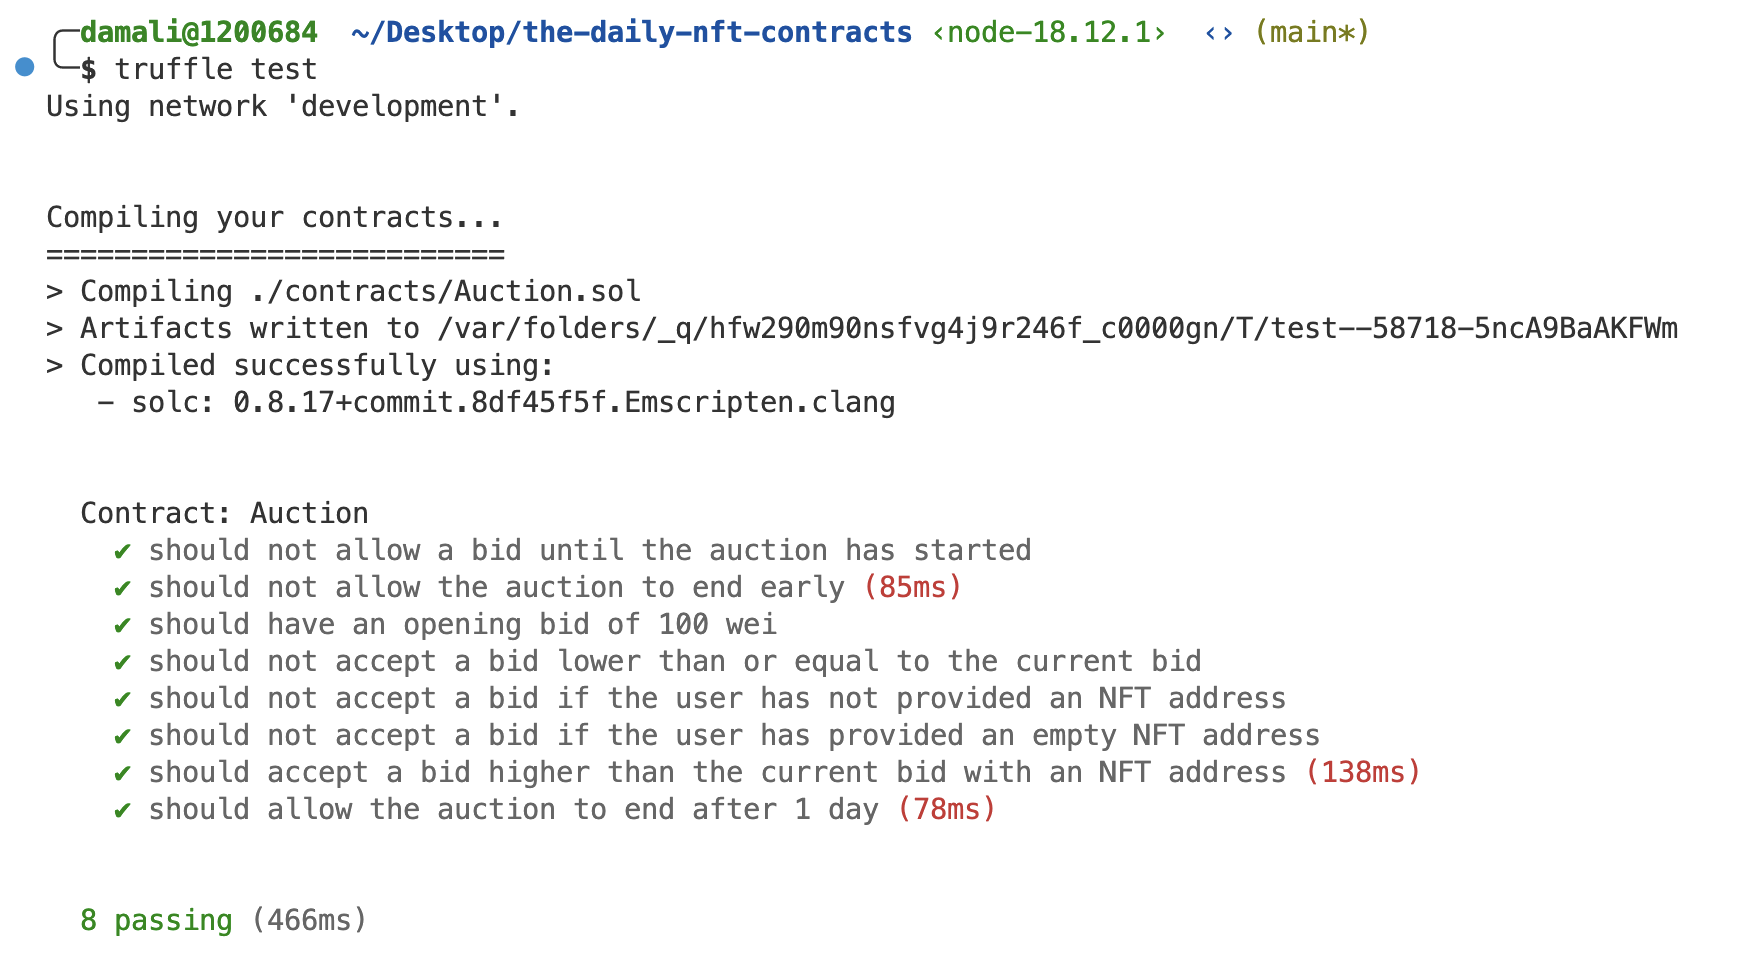 damali@1200684 ~/Desktop/the-daily-nft-contracts ‹node-18.12.1› ‹› (main*)
$ truffle test
Using network 'development'.
Compiling your contracts...
===========================
> Compiling ./contracts/Auction.sol
> Artifacts written to /var/folders/_q/hfw290m90nsfvg4j9r246f_c0000gn/T/test--58718-5ncA9BaAKFWm
> Compiled successfully using:
- solc: 0.8.17+commit.8df45f5f.Emscripten.clang
Contract: Auction
✔ should not allow a bid until the auction has started
✔ should not allow the auction to end early (85ms)
✔ should have an opening bid of 100 wei
✔ should not accept a bid lower than or equal to the current bid
✔ should not accept a bid if the user has not provided an NFT address
✔ should not accept a bid if the user has provided an empty NFT address
✔ should accept a bid higher than the current bid with an NFT address (138ms)
✔ should allow the auction to end after 1 day (78ms)
8 passing (466ms)